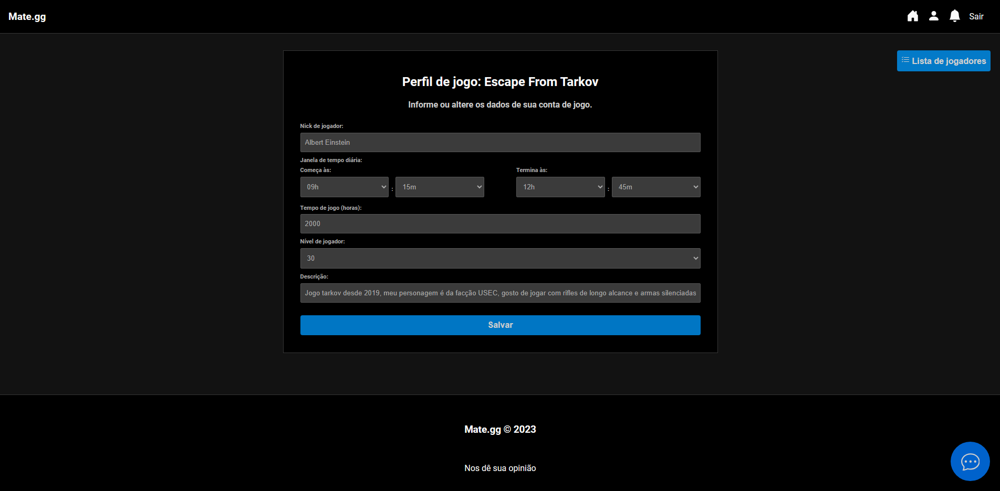 Mate.gg
Sair
Lista de jogadores
Perfil de jogo: Escape From Tarkov
Informe ou altere os dados de sua conta de jogo.
Nick de jogador:
Albert Einstein
Janela de tempo diária:
Começa às: Termina às:
09h : 15m 12h : 45m
Tempo de jogo (horas):
2000
Nível de jogador:
30
Descrição:
Jogo tarkov desde 2019, meu personagem é da facção USEC, gosto de jogar com rifles de longo alcance e armas silenciadas
Salvar
Mate.gg © 2023
Nos dê sua opinião